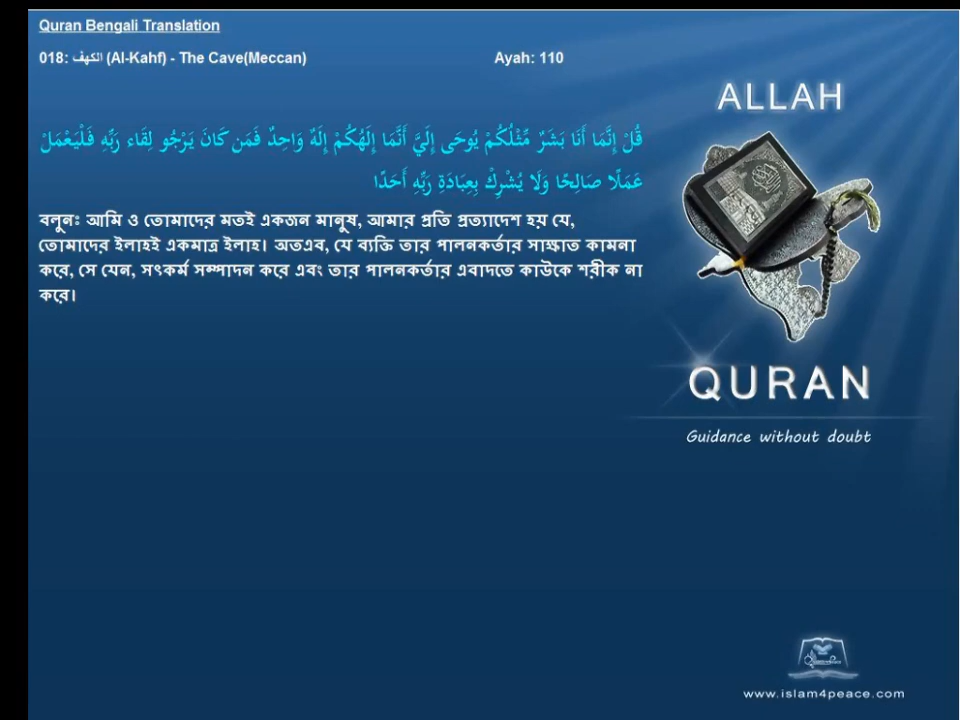 Quran Bengali Translation
018: الكهف (Al-Kahf) - The Cave(Meccan) Ayah: 110
قُلْ إِنَّمَا أَنَا بَشَرٌ مِّثْلُكُمْ يُوحَى إِلَيَّ أَنَّمَا إِلَهُكُمْ إِلَهٌ وَاحِدٌ فَمَن كَانَ يَرْجُو لِقَاء رَبِّهِ فَلْيَعْمَلْ
عَمَلًا صَالِحًا وَلَا يُشْرِكْ بِعِبَادَةِ رَبِّهِ أَحَدًا
বলুনঃ আমি ও তোমাদের মতই একজন মানুষ, আমার প্রতি প্রত্যাদেশ হয় যে,
তোমাদের ইলাহই একমাত্র ইলাহ। অতএব, যে ব্যক্তি তার পালনকর্তার সাক্ষাত কামনা
করে, সে যেন, সৎকর্ম সম্পাদন করে এবং তার পালনকর্তার এবাদতে কাউকে শরীক না
করে।
ALLAH
QURAN
Guidance without doubt
www.islam4peace.com